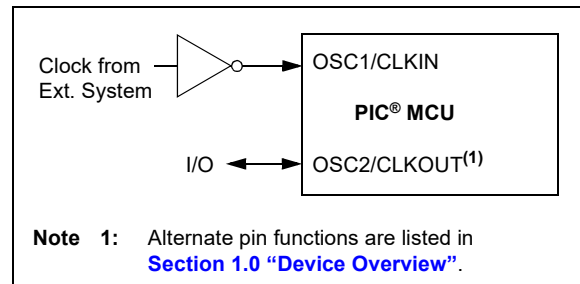 Clock from
Ext. System
OSC1/CLKIN
PIC® MCU
I/O
OSC2/CLKOUT(1)
Note 1: Alternate pin functions are listed in
Section 1.0 “Device Overview”.